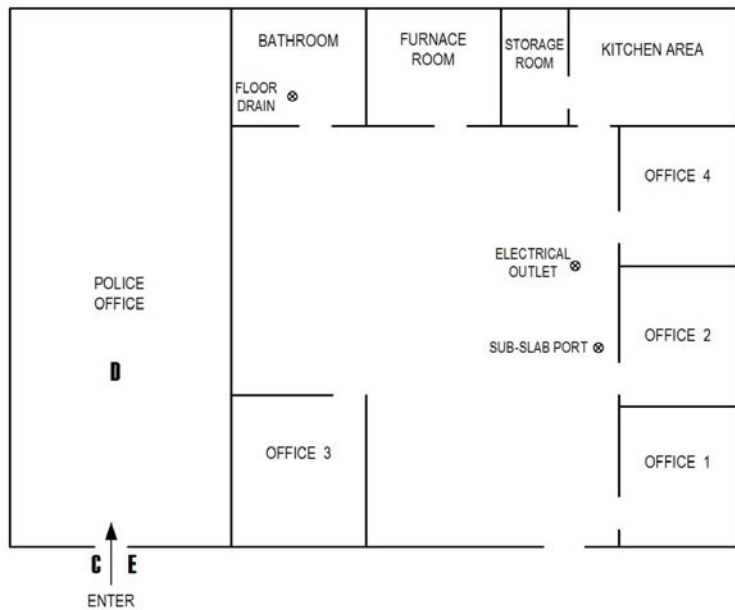 BATHROOM
FURNACE
ROOM
STORAGE
ROOM
KITCHEN AREA
FLOOR
DRAIN
OFFICE 4
ELECTRICAL
OUTLET
POLICE
OFFICE
SUB-SLAB PORT
OFFICE 2
D
OFFICE 3
OFFICE 1
C E
ENTER